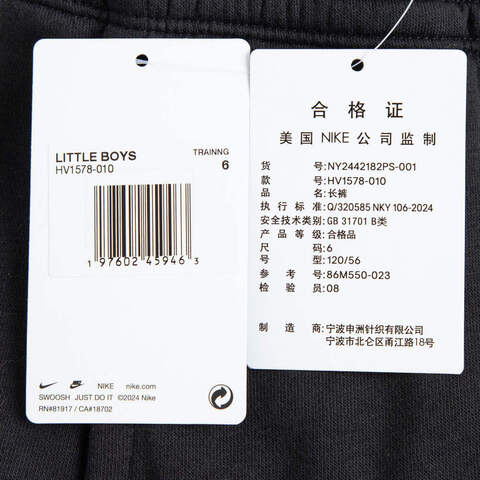 LITTLE BOYS
HV1578-010
TRAINNG
6
1 97602 45946 3
NIKE nike.com
SWOOSH JUST DO IT ©2024 Nike
RN#81917 / CA#18702
合格证
美国NIKE公司监制
货号:NY2442182PS-001
款号:HV1578-010
品名:长裤
执行标准:Q/320585 NKY 106-2024
安全技术类别:GB 31701 B类
产品等级:合格品
尺码:6
号型:120/56
参考号:86M550-023
检验员:08
制造商:宁波申洲针织有限公司
宁波市北仑区甬江路18号